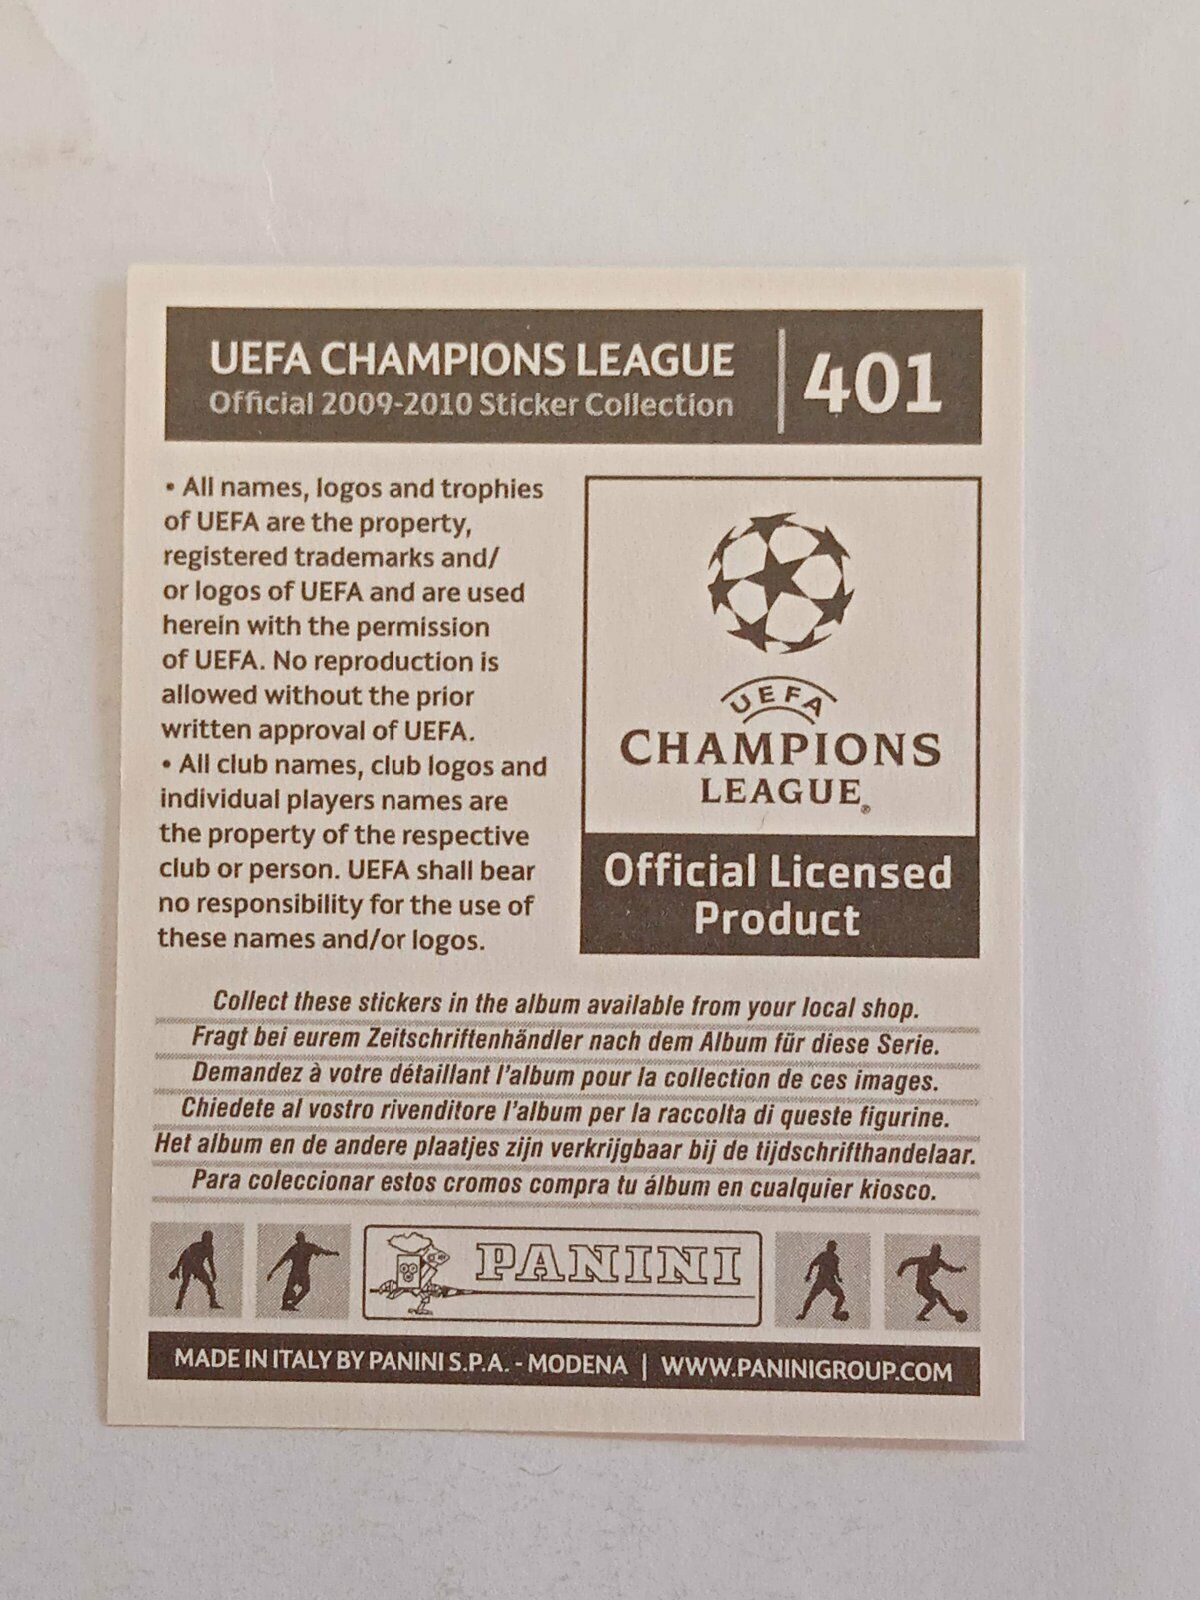 UEFA CHAMPIONS LEAGUE
Official 2009-2010 Sticker Collection
401
• All names, logos and trophies
of UEFA are the property,
registered trademarks and/
or logos of UEFA and are used
herein with the permission
of UEFA. No reproduction is
allowed without the prior
written approval of UEFA.
• All club names, club logos and
individual players names are
the property of the respective
club or person. UEFA shall bear
no responsibility for the use of
these names and/or logos.
UEFA
CHAMPIONS
LEAGUE®
Official Licensed
Product
Collect these stickers in the album available from your local shop.
Fragt bei eurem Zeitschriftenhändler nach dem Album für diese Serie.
Demandez à votre détaillant l'album pour la collection de ces images.
Chiedete al vostro rivenditore l'album per la raccolta di queste figurine.
Het album en de andere plaatjes zijn verkrijgbaar bij de tijdschrifthandelaar.
Para coleccionar estos cromos compra tu álbum en cualquier kiosco.
PANINI
MADE IN ITALY BY PANINI S.P.A. - MODENA | WWW.PANINIGROUP.COM